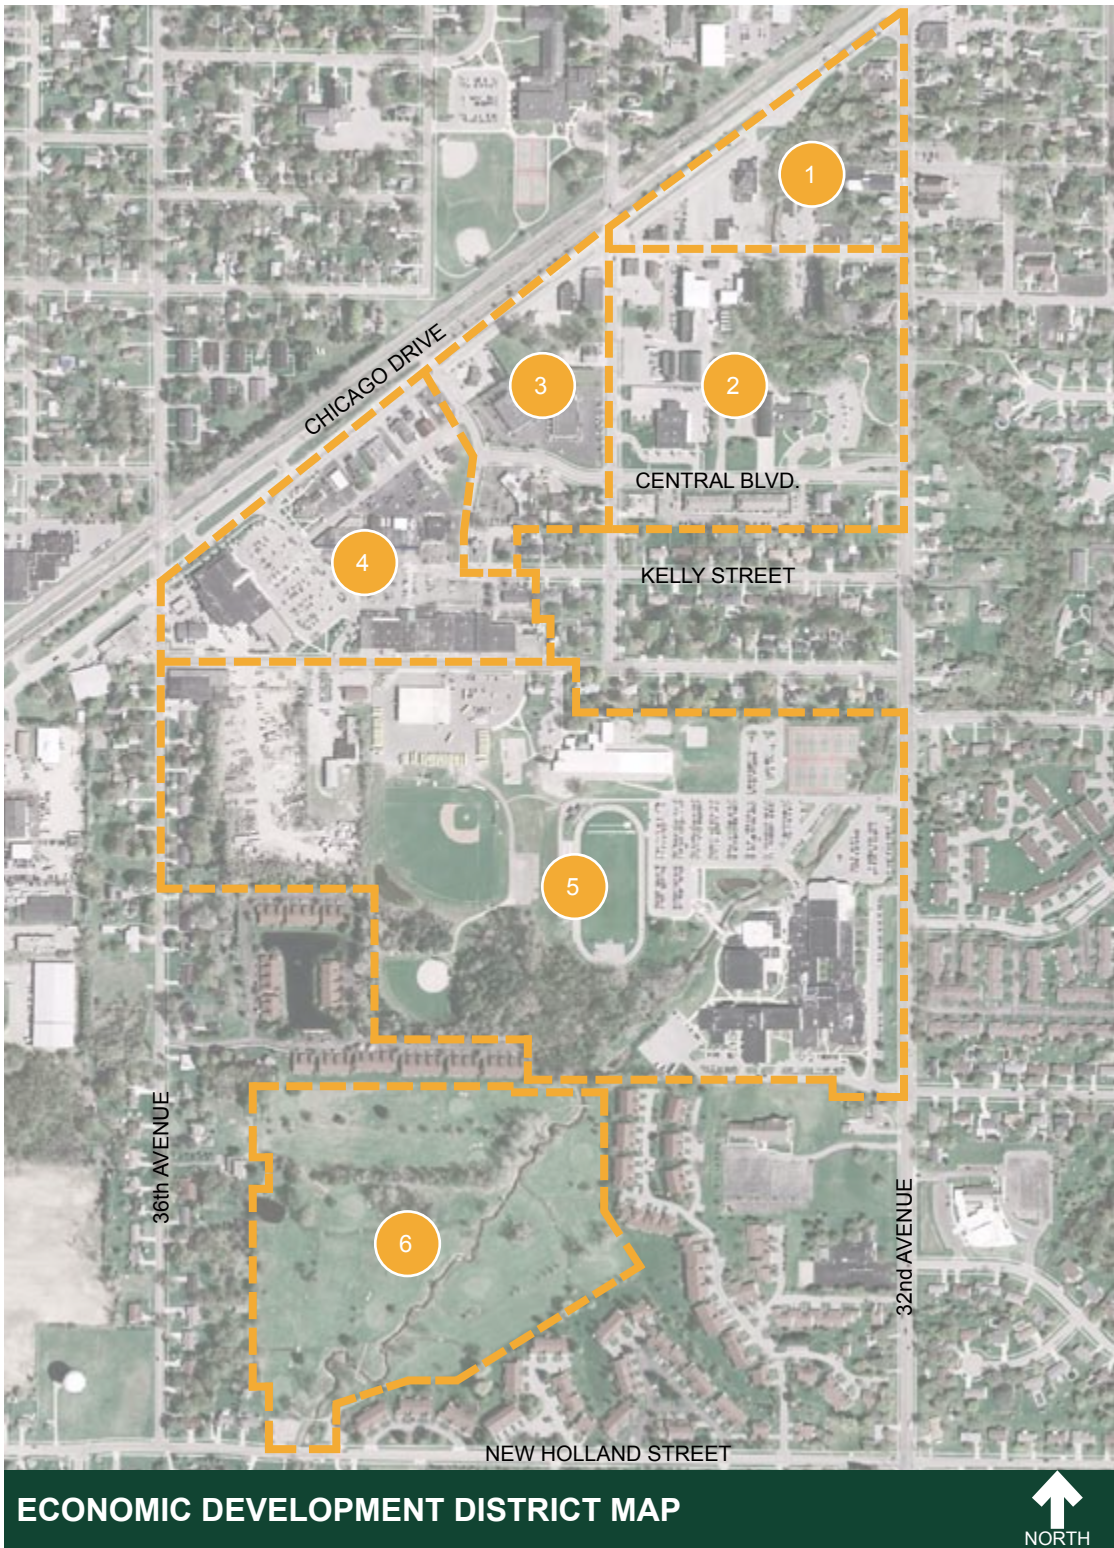 1
CHICAGO DRIVE
3
2
CENTRAL BLVD.
4
KELLY STREET
5
36th AVENUE
32nd AVENUE
6
NEW HOLLAND STREET
ECONOMIC DEVELOPMENT DISTRICT MAP
NORTH